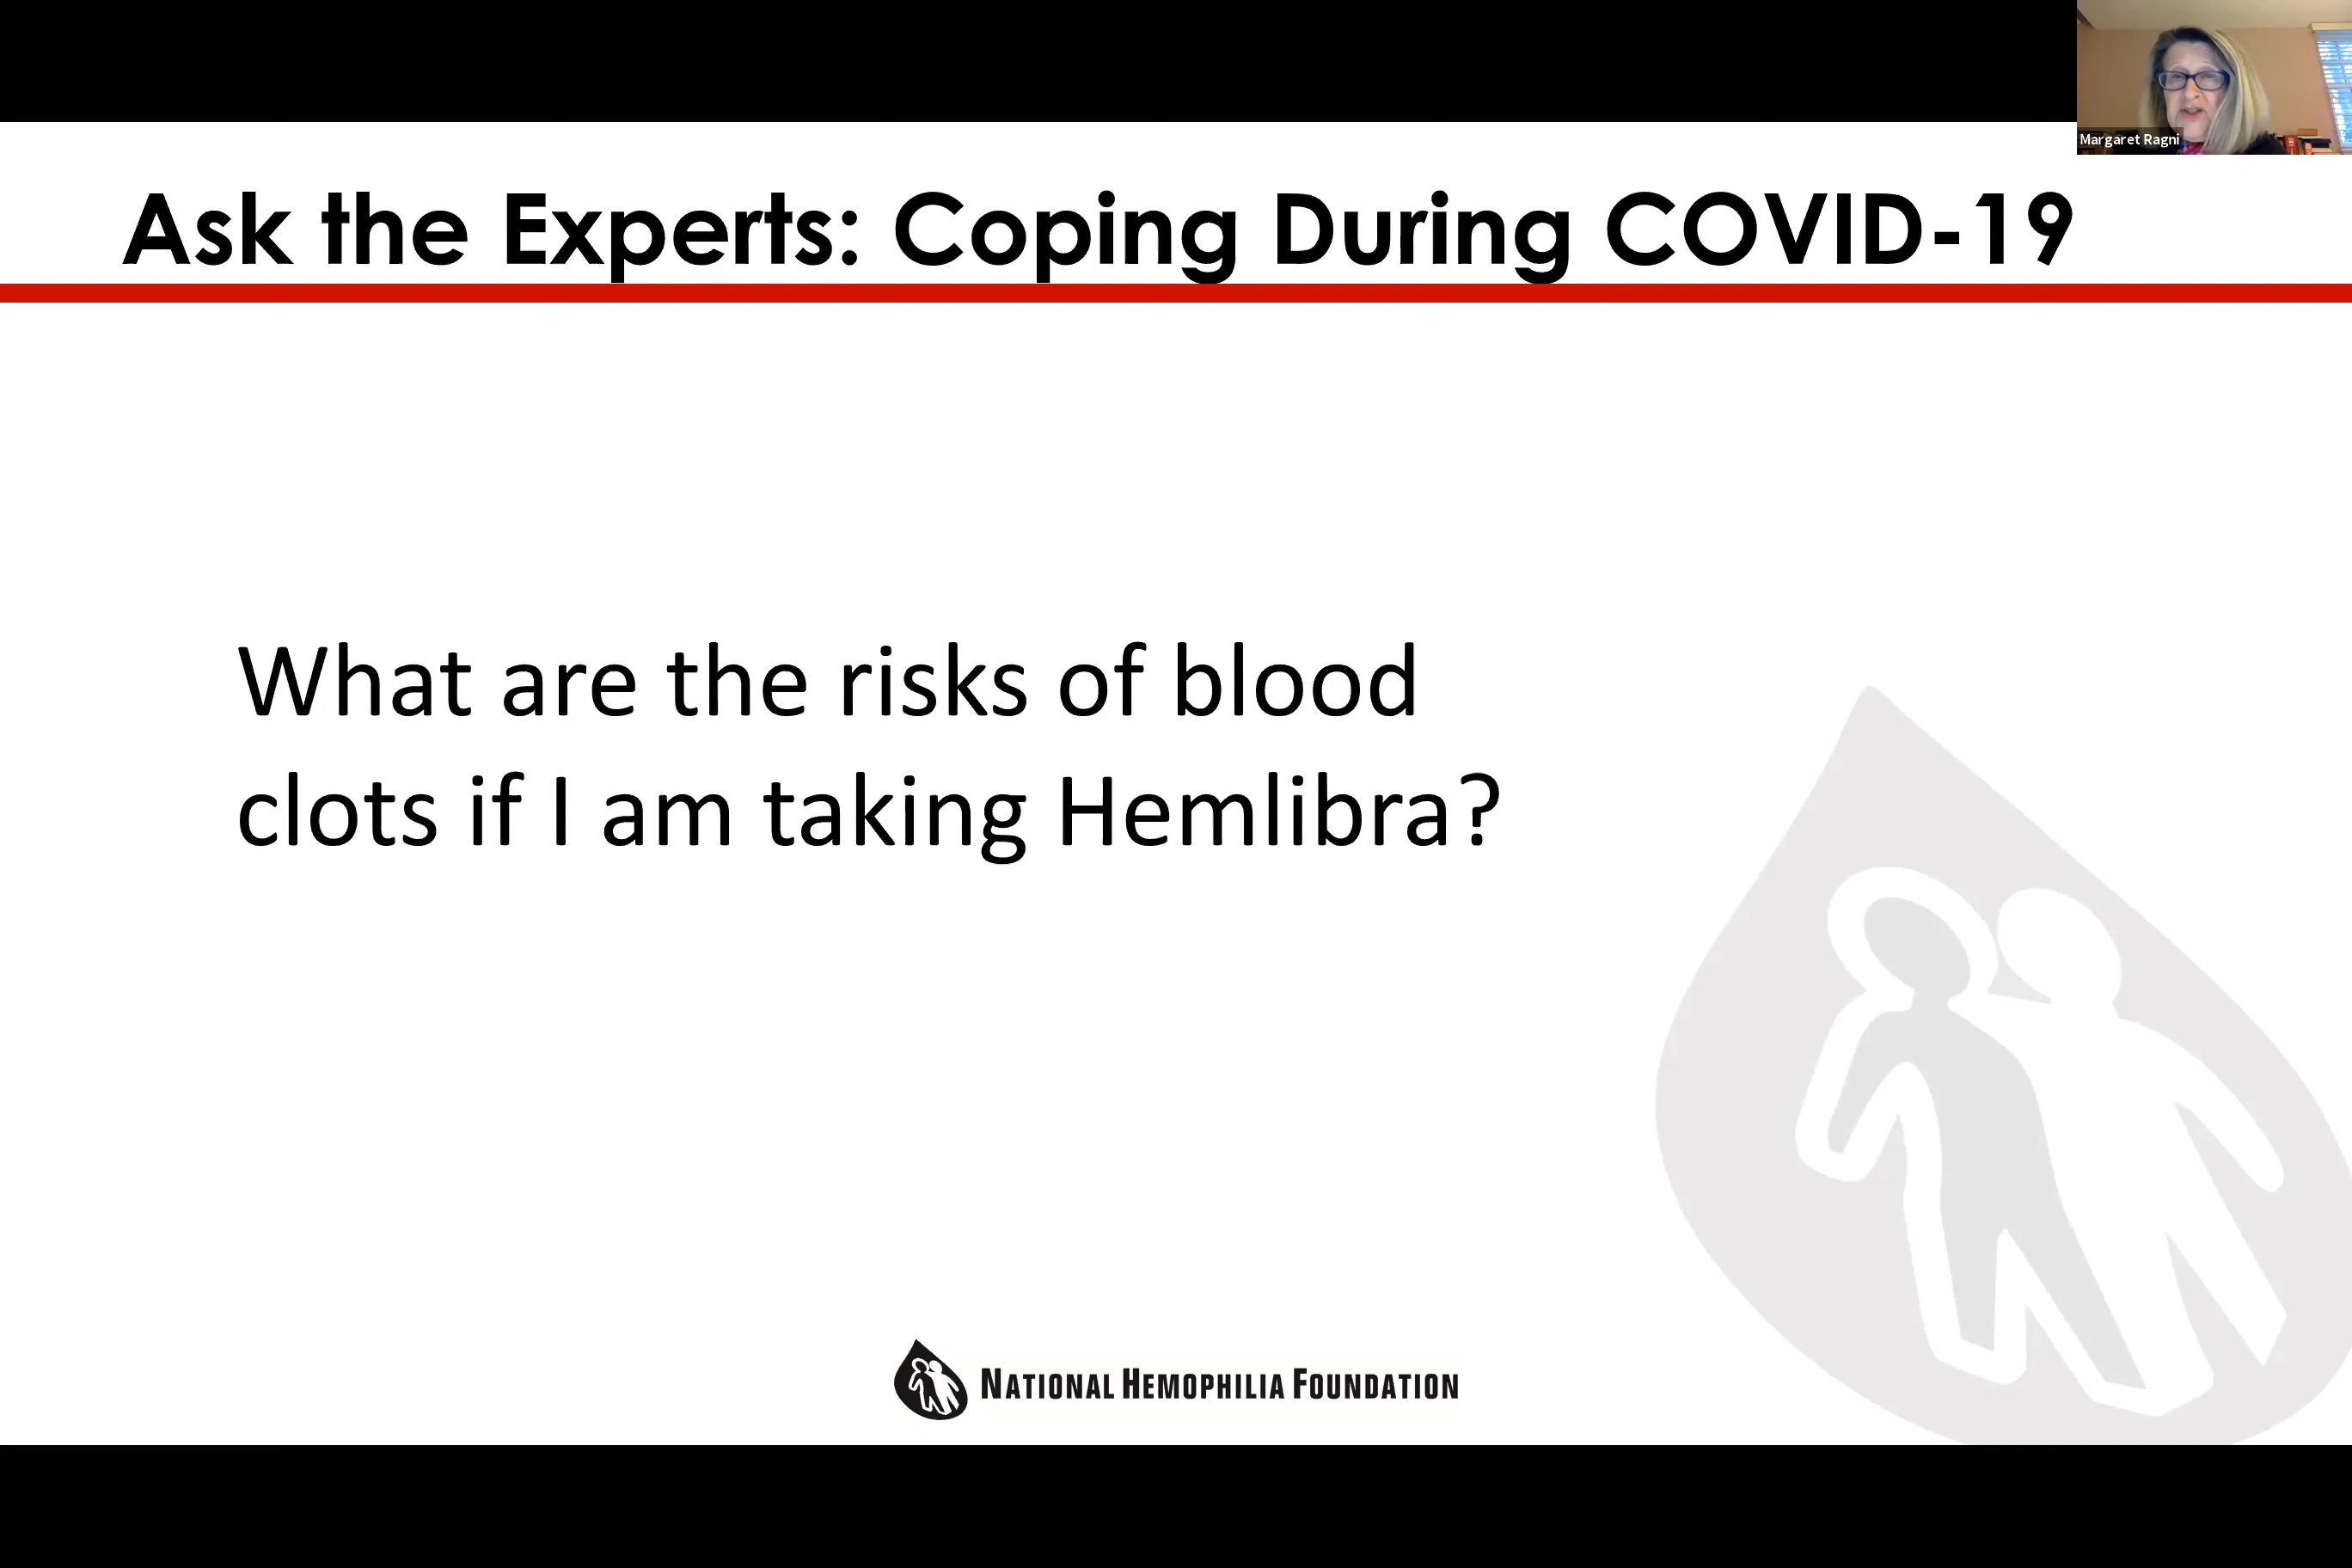 Margaret Ragni
Ask the Experts: Coping During COVID-19
What are the risks of blood
clots if I am taking Hemlibra?
NATIONAL HEMOPHILIA FOUNDATION